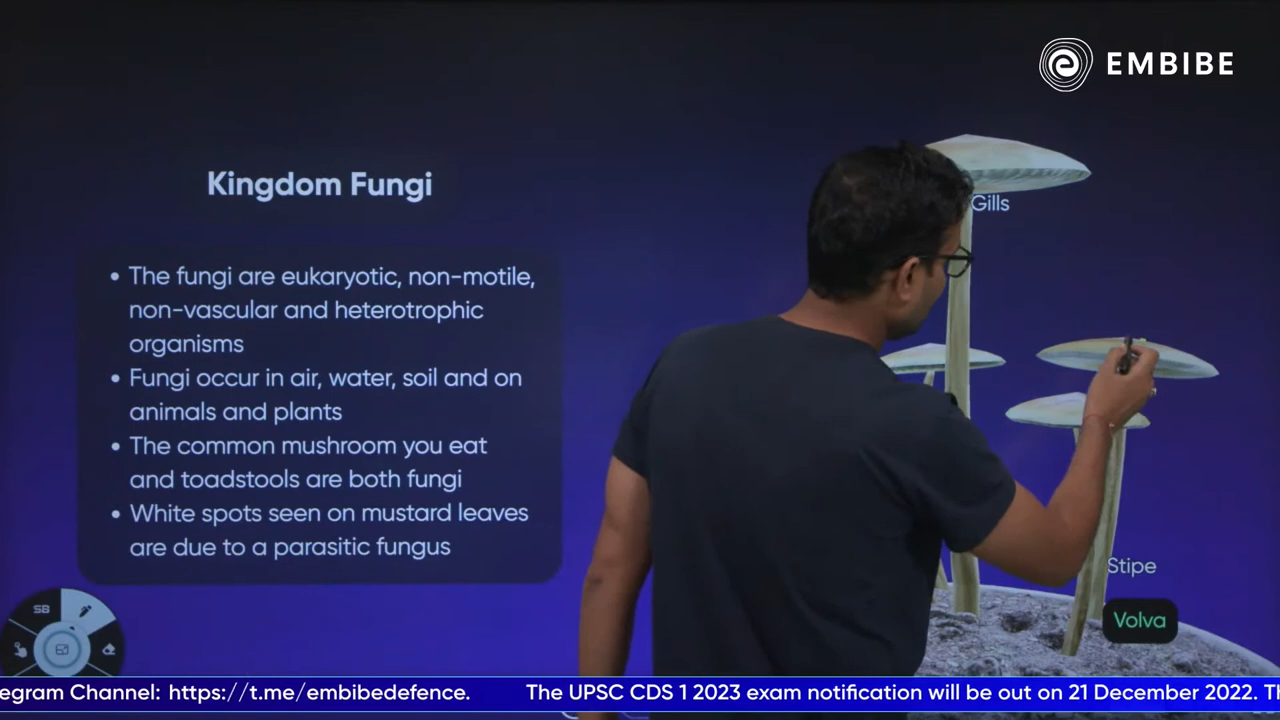 EMBIBE
Kingdom Fungi
• The fungi are eukaryotic, non-motile,
non-vascular and heterotrophic
organisms
• Fungi occur in air, water, soil and on
animals and plants
• The common mushroom you eat
and toadstools are both fungi
• White spots seen on mustard leaves
are due to a parasitic fungus
Gills
Stipe
Volva
SB
egram Channel: https://t.me/embibedefence. The UPSC CDS 1 2023 exam notification will be out on 21 December 2022. Th